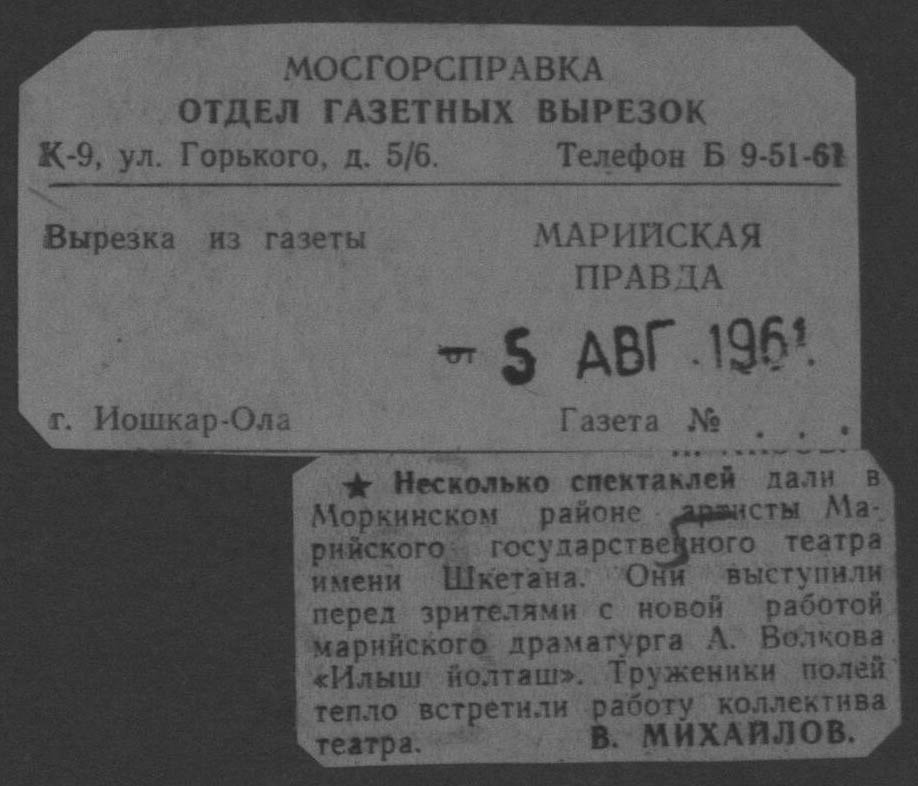 МОСГОРСПРАВКА
ОТДЕЛ ГАЗЕТНЫХ ВЫРЕЗОК
К-9, ул. Горького, д. 5/6. Телефон Б 9-51-61
Вырезка из газеты МАРИЙСКАЯ
ПРАВДА
от 5 АВГ. 1961
г. Иошкар-Ола Газета № . . .
★ Несколько спектаклей дали в
Моркинском районе артисты Ма-
рийского государственного театра
имени Шкетана. Они выступили
перед зрителями с новой работой
марийского драматурга А. Волкова
«Илыш йолташ». Труженики полей
тепло встретили работу коллектива
театра. В. МИХАЙЛОВ.